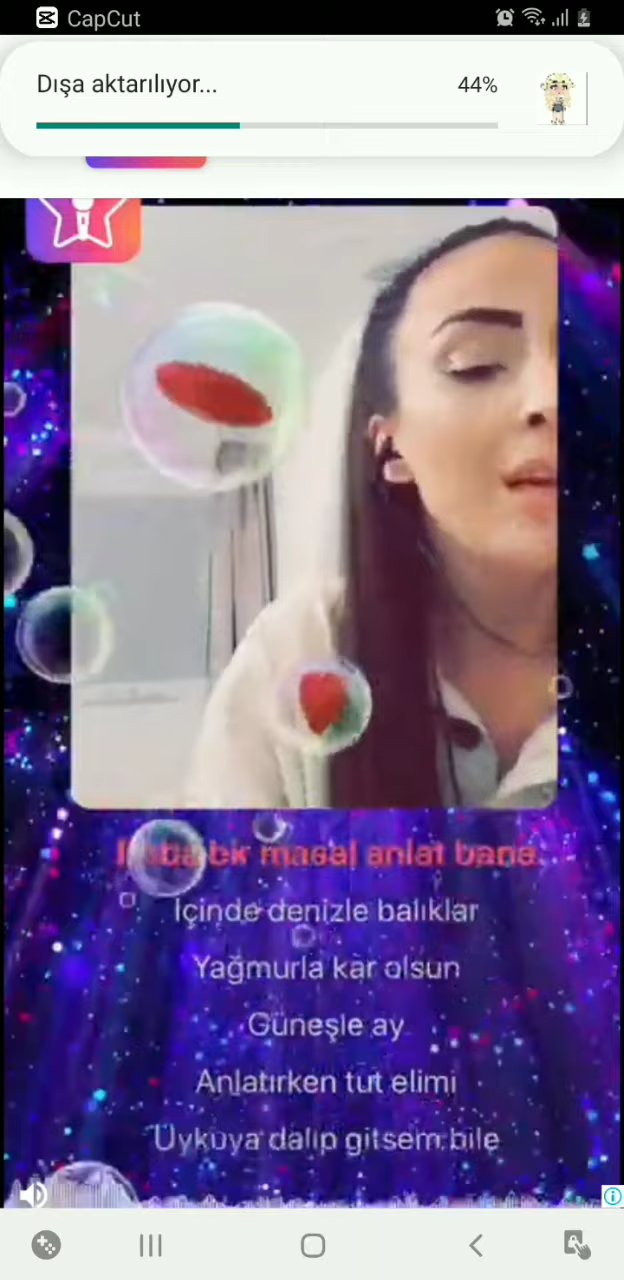 CapCut
Dışa aktarılıyor... 44%
bir masal anlat bana
İçinde denizle balıklar
Yağmurla kar olsun
Güneşle ay
Anlatırken tut elimi
Uykuya dalıp gitsem bile